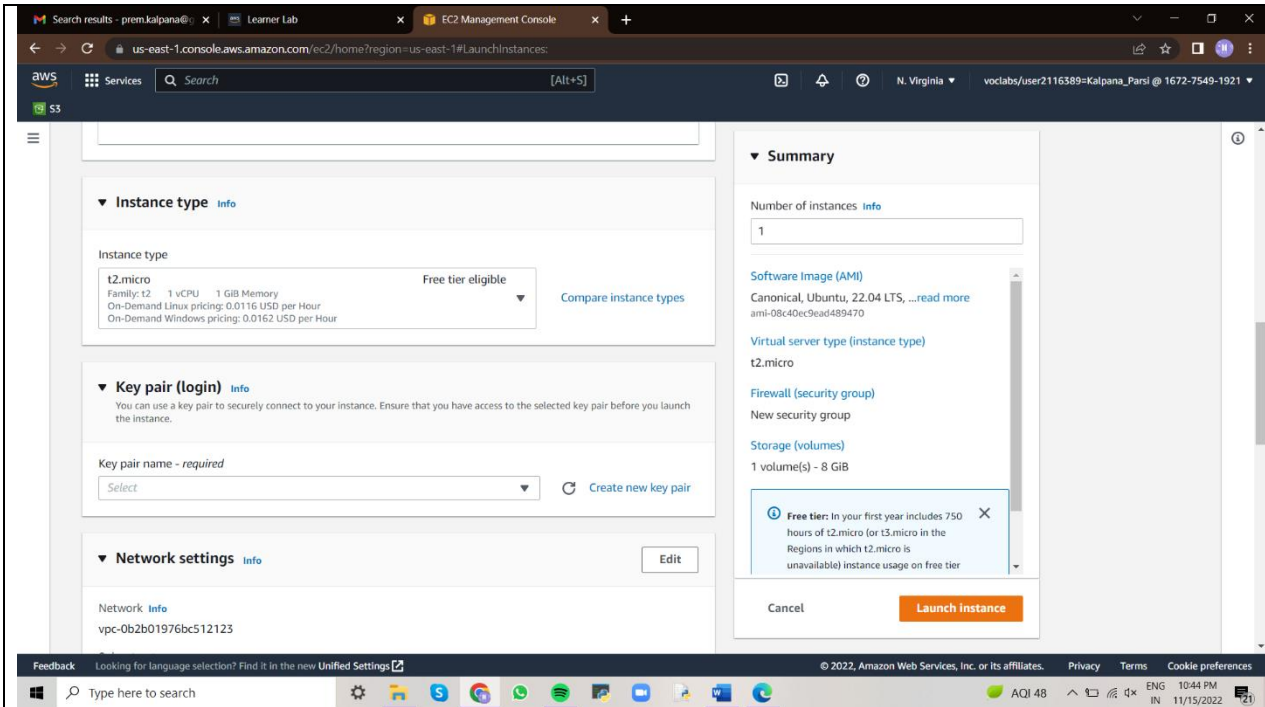 Search results - prem.kalpana@g
Learner Lab
EC2 Management Console
us-east-1.console.aws.amazon.com/ec2/home?region=us-east-1#LaunchInstances:
aws
Services
Search
[Alt+S]
N. Virginia
voclabs/user2116389=Kalpana_Parsi @ 1672-7549-1921
S3
Instance type Info
Instance type
t2.micro
Free tier eligible
Family: t2 1 vCPU 1 GiB Memory
On-Demand Linux pricing: 0.0116 USD per Hour
On-Demand Windows pricing: 0.0162 USD per Hour
Compare instance types
Key pair (login) Info
You can use a key pair to securely connect to your instance. Ensure that you have access to the selected key pair before you launch
the instance.
Key pair name - required
Select
Create new key pair
Network settings Info
Edit
Network Info
vpc-0b2b01976bc512123
Summary
Number of instances Info
1
Software Image (AMI)
Canonical, Ubuntu, 22.04 LTS, ...read more
ami-08c40ec9ead489470
Virtual server type (instance type)
t2.micro
Firewall (security group)
New security group
Storage (volumes)
1 volume(s) - 8 GiB
Free tier: In your first year includes 750
hours of t2.micro (or t3.micro in the
Regions in which t2.micro is
unavailable) instance usage on free tier
Cancel
Launch instance
Feedback
Looking for language selection? Find it in the new Unified Settings
© 2022, Amazon Web Services, Inc. or its affiliates.
Privacy
Terms
Cookie preferences
Type here to search
AQI 48
ENG
IN
10:44 PM
11/15/2022
21